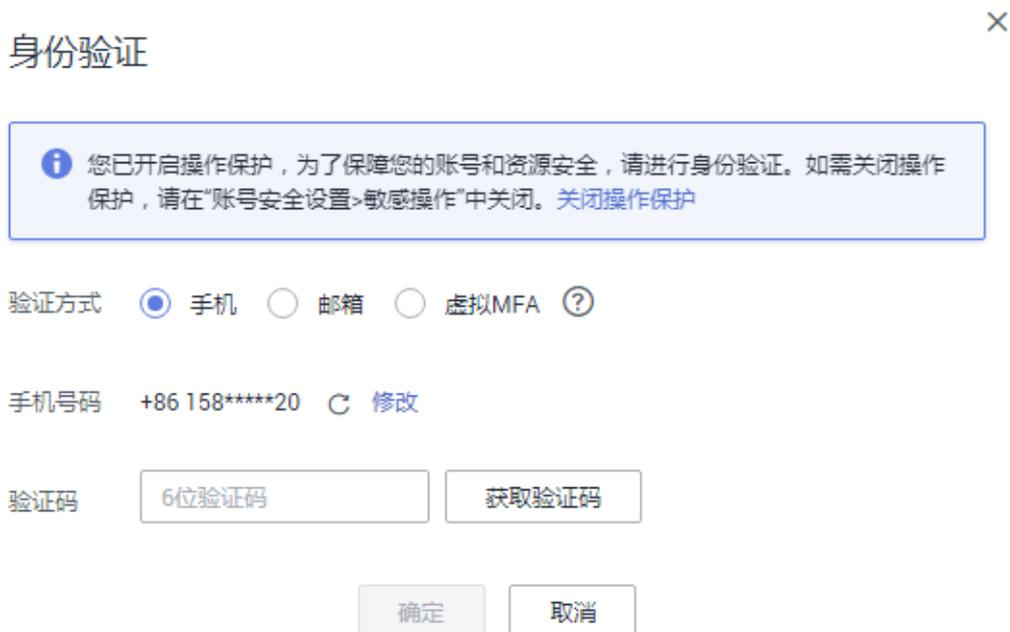 身份验证
您已开启操作保护，为了保障您的账号和资源安全，请进行身份验证。如需关闭操作
保护，请在“账号安全设置>敏感操作”中关闭。关闭操作保护
验证方式 手机 邮箱 虚拟MFA
手机号码 +86 158*****20 修改
验证码 6位验证码 获取验证码
确定 取消